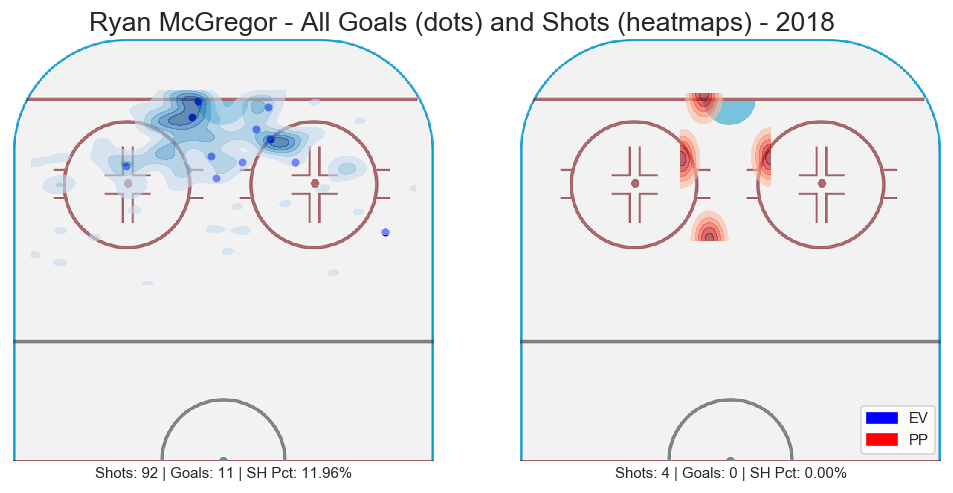 Ryan McGregor - All Goals (dots) and Shots (heatmaps) - 2018
EV
PP
Shots: 92 | Goals: 11 | SH Pct: 11.96%
Shots: 4 | Goals: 0 | SH Pct: 0.00%